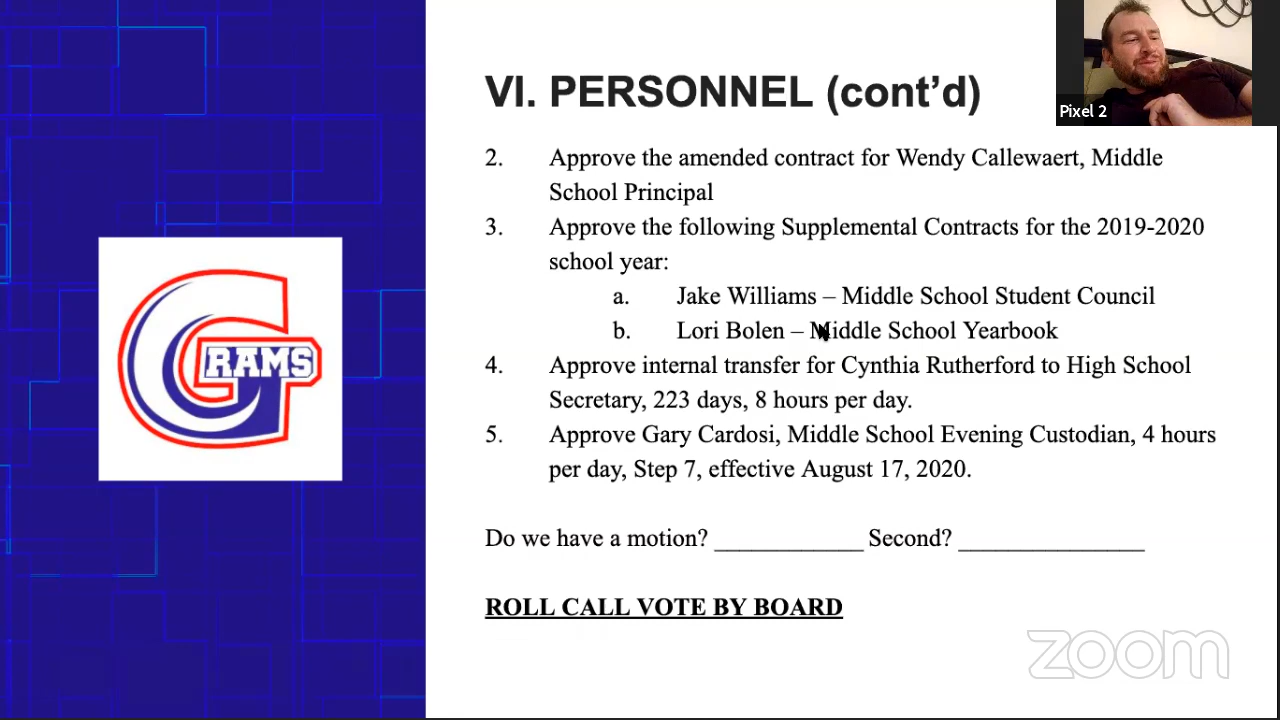 VI. PERSONNEL (cont’d)
Pixel 2
2. Approve the amended contract for Wendy Callewaert, Middle
School Principal
3. Approve the following Supplemental Contracts for the 2019-2020
school year:
a. Jake Williams – Middle School Student Council
b. Lori Bolen – Middle School Yearbook
4. Approve internal transfer for Cynthia Rutherford to High School
Secretary, 223 days, 8 hours per day.
5. Approve Gary Cardosi, Middle School Evening Custodian, 4 hours
per day, Step 7, effective August 17, 2020.
G
RAMS
Do we have a motion? ____________ Second? _______________
ROLL CALL VOTE BY BOARD
zoom